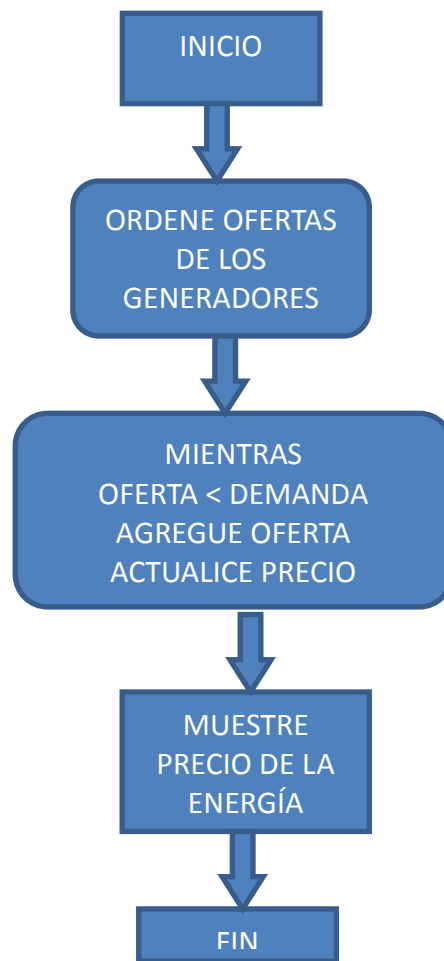 INICIO
ORDENE OFERTAS
DE LOS
GENERADORES
MIENTRAS
OFERTA < DEMANDA
AGREGUE OFERTA
ACTUALICE PRECIO
MUESTRE
PRECIO DE LA
ENERGÍA
FIN